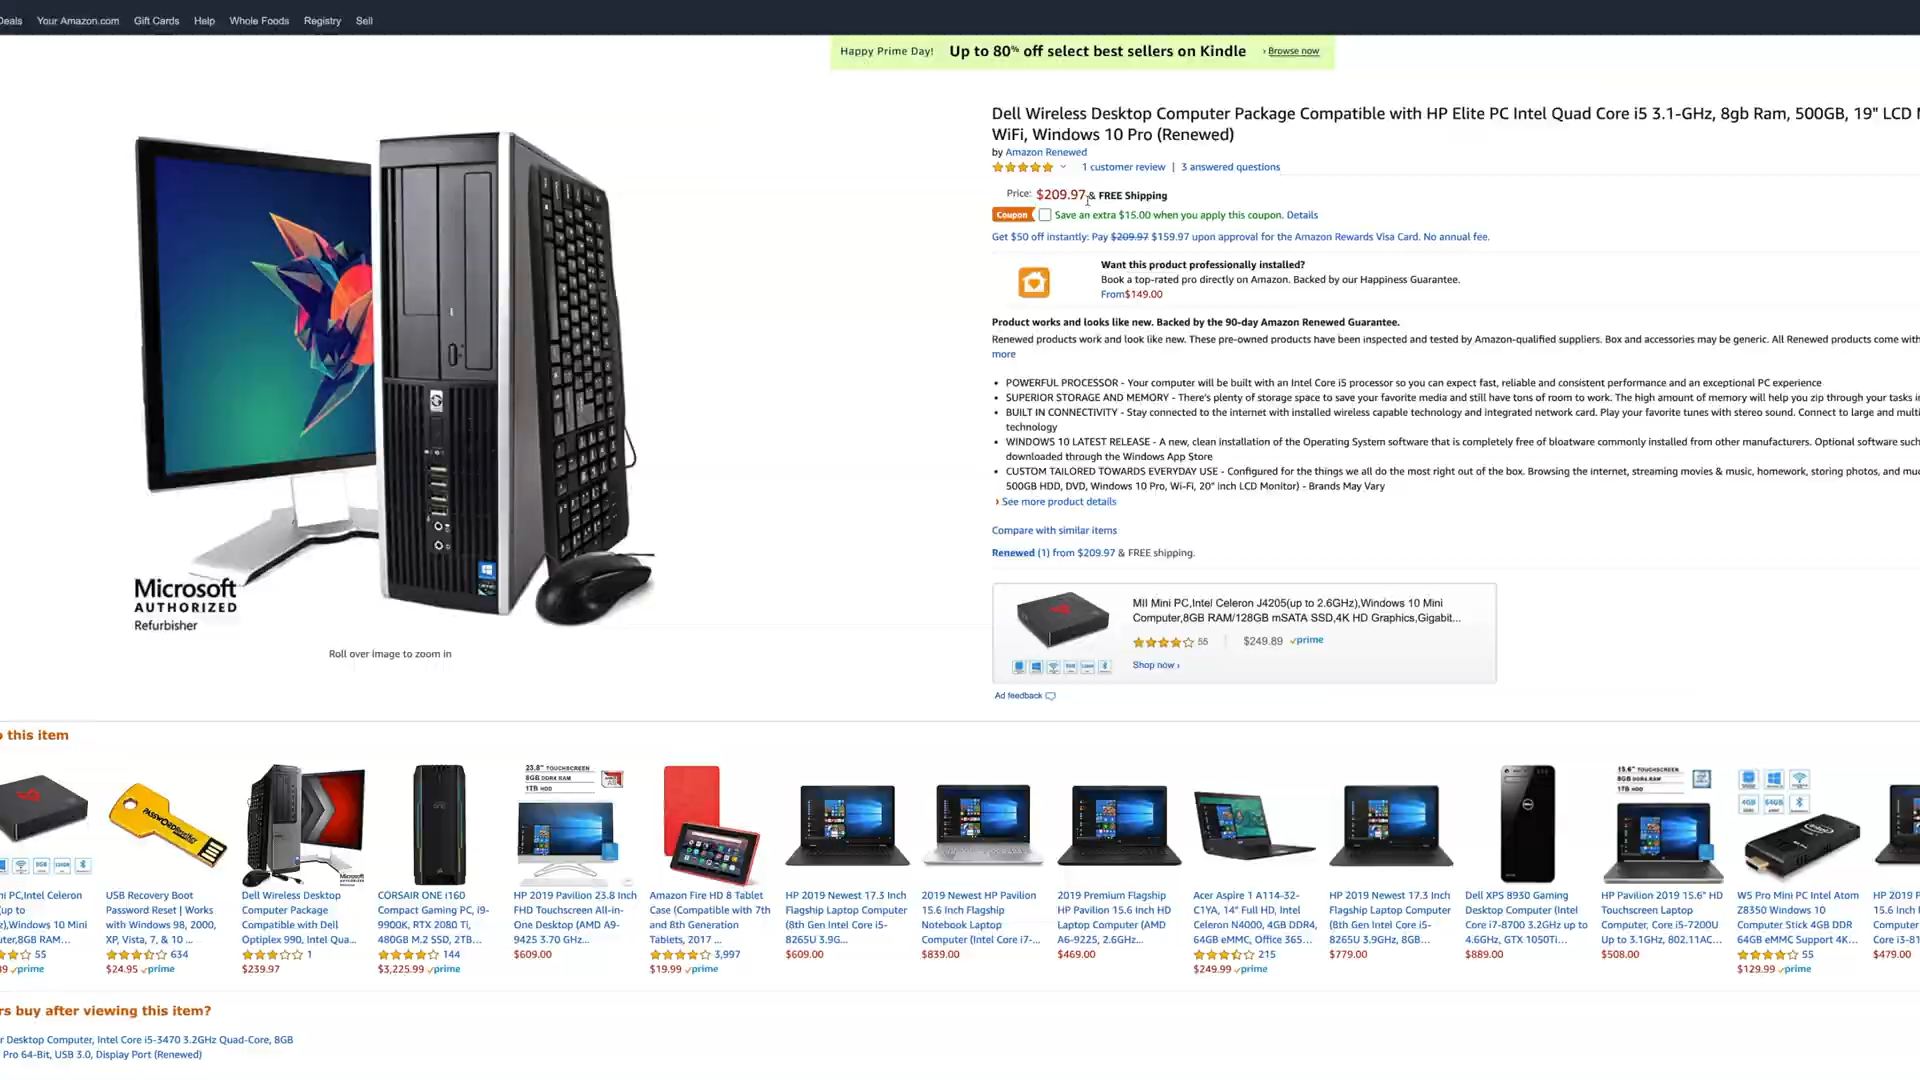 Deals Your Amazon.com Gift Cards Help Whole Foods Registry Sell
Happy Prime Day! Up to 80% off select best sellers on Kindle › Browse now
Dell Wireless Desktop Computer Package Compatible with HP Elite PC Intel Quad Core i5 3.1-GHz, 8gb Ram, 500GB, 19" LCD
WiFi, Windows 10 Pro (Renewed)
by Amazon Renewed
1 customer review | 3 answered questions
Price: $209.97 & FREE Shipping
Coupon Save an extra $15.00 when you apply this coupon. Details
Get $50 off instantly: Pay $209.97 $159.97 upon approval for the Amazon Rewards Visa Card. No annual fee.
Want this product professionally installed?
Book a top-rated pro directly on Amazon. Backed by our Happiness Guarantee.
From$149.00
Product works and looks like new. Backed by the 90-day Amazon Renewed Guarantee.
Renewed products work and look like new. These pre-owned products have been inspected and tested by Amazon-qualified suppliers. Box and accessories may be generic. All Renewed products come with
more
• POWERFUL PROCESSOR - Your computer will be built with an Intel Core i5 processor so you can expect fast, reliable and consistent performance and an exceptional PC experience
• SUPERIOR STORAGE AND MEMORY - There's plenty of storage space to save your favorite media and still have tons of room to work. The high amount of memory will help you zip through your tasks
• BUILT IN CONNECTIVITY - Stay connected to the internet with installed wireless capable technology and integrated network card. Play your favorite tunes with stereo sound. Connect to large and
technology
• WINDOWS 10 LATEST RELEASE - A new, clean installation of the Operating System software that is completely free of bloatware commonly installed from other manufacturers. Optional software such
downloaded through the Windows App Store
• CUSTOM TAILORED TOWARDS EVERYDAY USE - Configured for the things we all do the most right out of the box. Browsing the internet, streaming movies & music, homework, storing photos, and
500GB HDD, DVD, Windows 10 Pro, Wi-Fi, 20" inch LCD Monitor) - Brands May Vary
› See more product details
Compare with similar items
Renewed (1) from $209.97 & FREE shipping.
Microsoft
AUTHORIZED
Refurbisher
Roll over image to zoom in
MII Mini PC,Intel Celeron J4205(up to 2.6GHz),Windows 10 Mini
Computer,8GB RAM/128GB mSATA SSD,4K HD Graphics,Gigabit...
55 | $249.89 prime
Shop now ›
Ad feedback
this item
PC,Intel Celeron
(up to
Windows 10 Mini
8GB RAM...
55
prime
USB Recovery Boot
Password Reset | Works
with Windows 98, 2000,
XP, Vista, 7, & 10 ...
634
$24.95 prime
Microsoft
Dell Wireless Desktop
Computer Package
Compatible with Dell
Optiplex 990, Intel Qua...
1
$239.97
CORSAIR ONE i160
Compact Gaming PC, i9-
9900K, RTX 2080 Ti,
480GB M.2 SSD, 2TB...
144
$3,225.99 prime
23.8" TOUCHSCREEN
8GB DDR4 RAM
1TB HDD
HP 2019 Pavilion 23.8 Inch
FHD Touchscreen All-in-
One Desktop (AMD A9-
9425 3.70 GHz...
$609.00
Amazon Fire HD 8 Tablet
Case (Compatible with 7th
and 8th Generation
Tablets, 2017 ...
3,997
$19.99 prime
HP 2019 Newest 17.3 Inch
Flagship Laptop Computer
(8th Gen Intel Core i5-
8265U 3.9G...
$609.00
2019 Newest HP Pavilion
15.6 Inch Flagship
Notebook Laptop
Computer (Intel Core i7-...
$839.00
2019 Premium Flagship
HP Pavilion 15.6 Inch HD
Laptop Computer (AMD
A6-9225, 2.6GHz...
$469.00
Acer Aspire 1 A114-32-
C1YA, 14" Full HD, Intel
Celeron N4000, 4GB DDR4,
64GB eMMC, Office 365...
215
$249.99 prime
HP 2019 Newest 17.3 Inch
Flagship Laptop Computer
(8th Gen Intel Core i5-
8265U 3.9GHz, 8GB...
$779.00
Dell XPS 8930 Gaming
Desktop Computer (Intel
Core i7-8700 3.2GHz up to
4.6GHz, GTX 1050Ti...
$889.00
15.6" TOUCHSCREEN
8GB DDR4 RAM
1TB HDD
HP Pavilion 2019 15.6" HD
Touchscreen Laptop
Computer, Core i5-7200U
Up to 3.1GHz, 802.11AC...
$508.00
W5 Pro Mini PC Intel Atom
Z8350 Windows 10
Computer Stick 4GB DDR
64GB eMMC Support 4K...
55
$129.99 prime
HP 2019
15.6 Inch
Laptop
Core
$479.00
buy after viewing this item?
Desktop Computer, Intel Core i5-3470 3.2GHz Quad-Core, 8GB
Pro 64-Bit, USB 3.0, Display Port (Renewed)